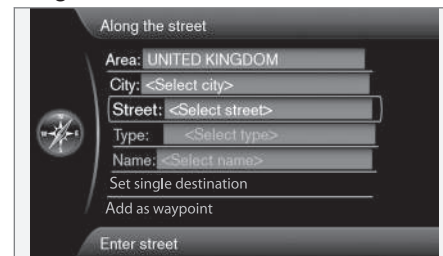 Along the street
Area: UNITED KINGDOM
City: <Select city>
Street: <Select street>
Type: <Select type>
Name: <Select name>
Set single destination
Add as waypoint
Enter street